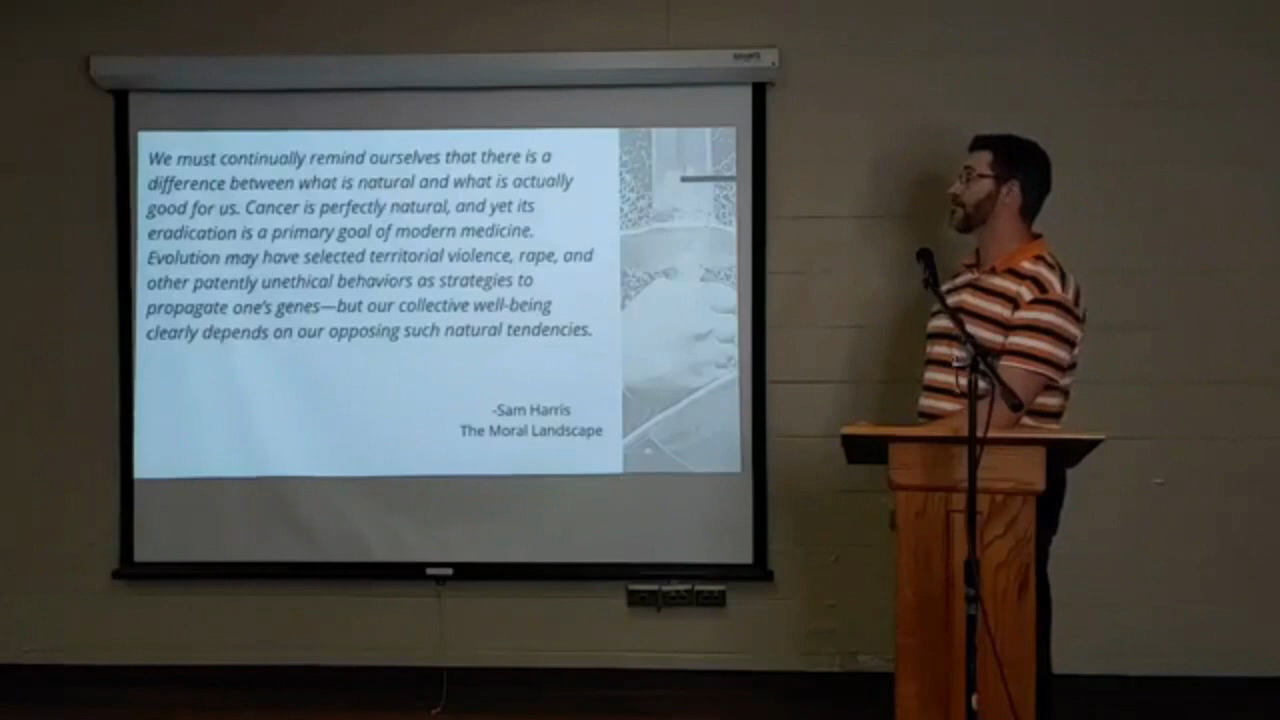 We must continually remind ourselves that there is a
difference between what is natural and what is actually
good for us. Cancer is perfectly natural, and yet its
eradication is a primary goal of modern medicine.
Evolution may have selected territorial violence, rape, and
other patently unethical behaviors as strategies to
propagate one's genes—but our collective well-being
clearly depends on our opposing such natural tendencies.
-Sam Harris
The Moral Landscape